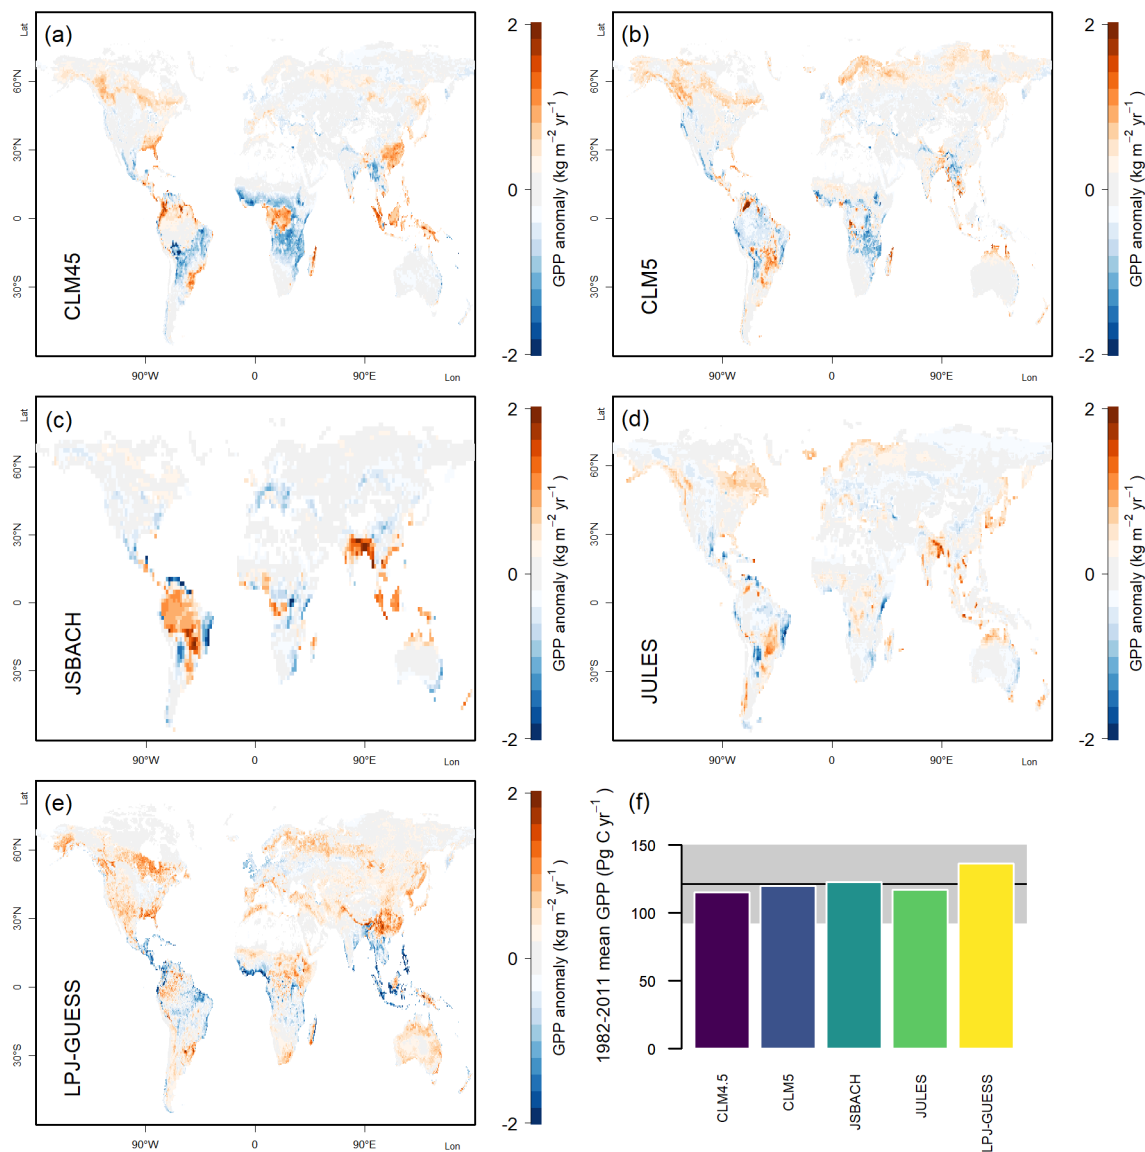 (a)
Lat
60°N
30°N
0
30°S
90°W
0
90°E
Lon
CLM45
2
0
-2
GPP anomaly (kg m⁻² yr⁻¹)
(b)
Lat
60°N
30°N
0
30°S
90°W
0
90°E
Lon
CLM5
2
0
-2
GPP anomaly (kg m⁻² yr⁻¹)
(c)
Lat
60°N
30°N
0
30°S
90°W
0
90°E
Lon
JSBACH
2
0
-2
GPP anomaly (kg m⁻² yr⁻¹)
(d)
Lat
60°N
30°N
0
30°S
90°W
0
90°E
Lon
JULES
2
0
-2
GPP anomaly (kg m⁻² yr⁻¹)
(e)
Lat
60°N
30°N
0
30°S
90°W
0
90°E
Lon
LPJ-GUESS
2
0
-2
GPP anomaly (kg m⁻² yr⁻¹)
(f)
1982-2011 mean GPP (Pg C yr⁻¹)
150
100
50
0
CLM4.5
CLM5
JSBACH
JULES
LPJ-GUESS